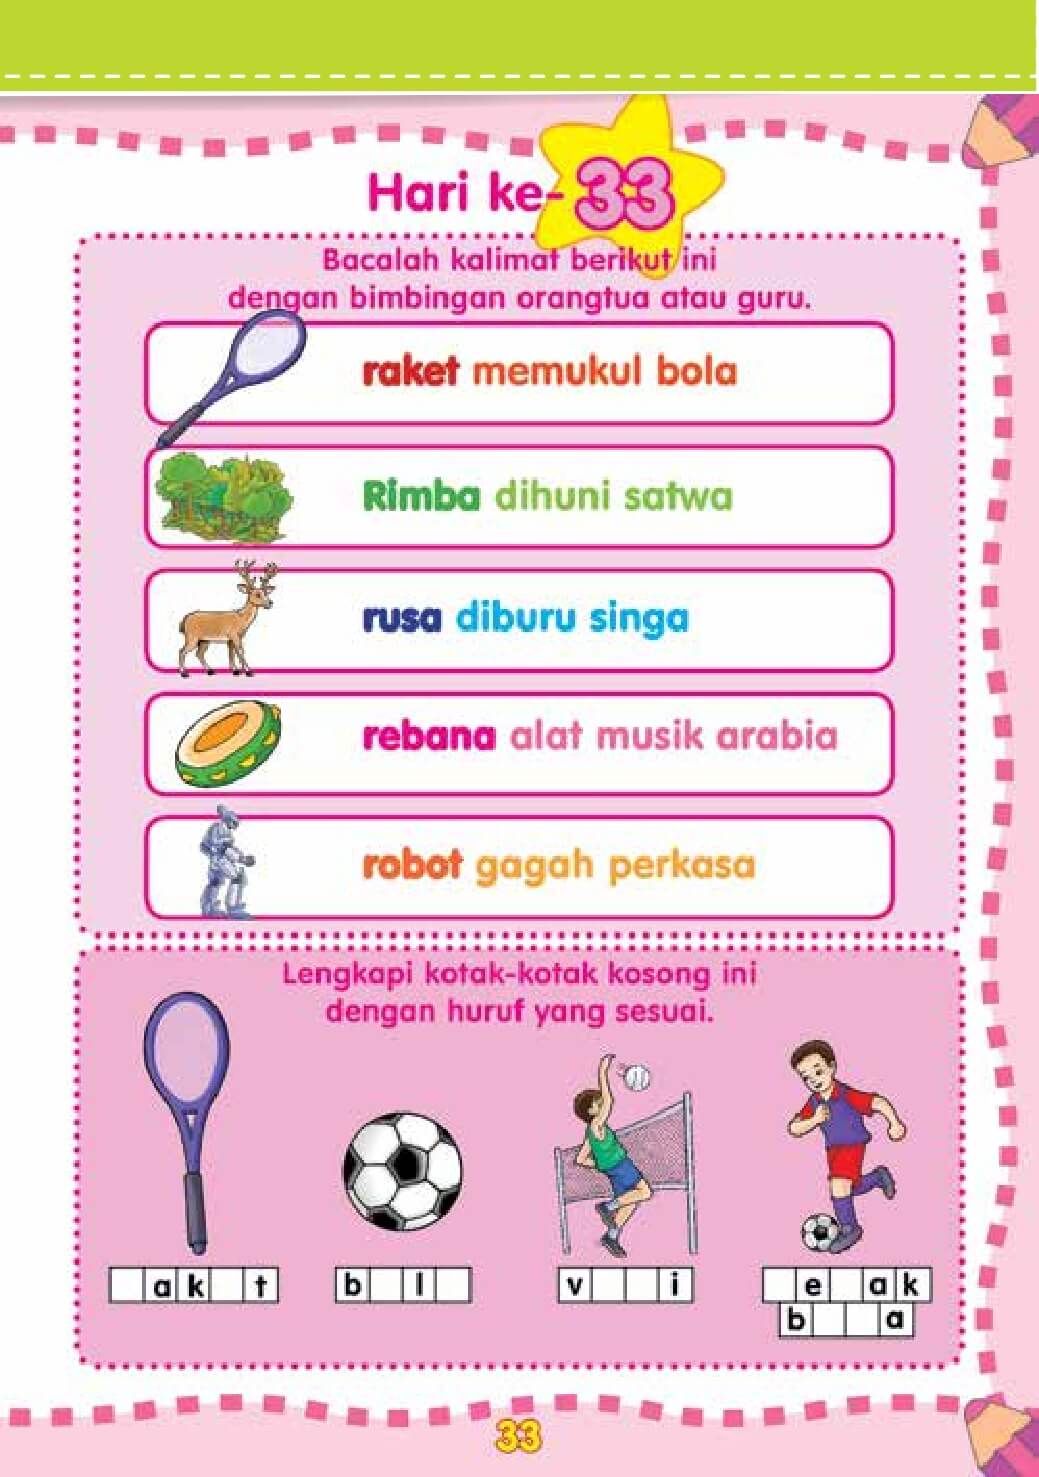 Hari ke-33
Bacalah kalimat berikut ini
dengan bimbingan orangtua atau guru.
raket memukul bola
Rimba dihuni satwa
rusa diburu singa
rebana alat musik arabia
robot gagah perkasa
Lengkapi kotak-kotak kosong ini
dengan huruf yang sesuai.
a k t
b l
v i
e a k
b a
33